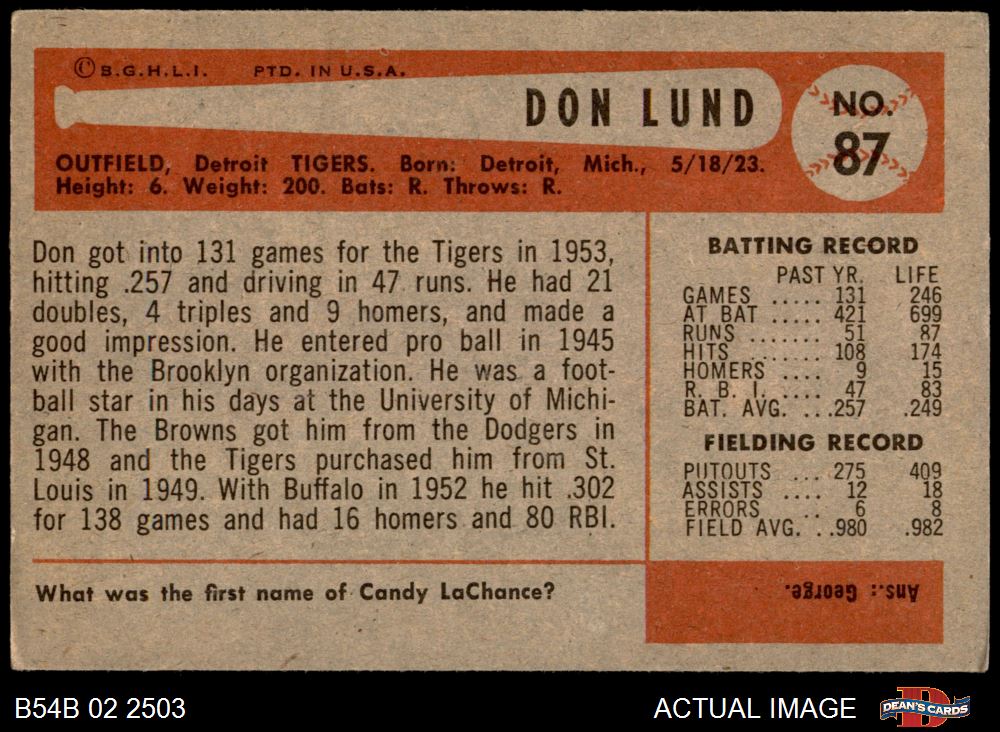 ©B.G.H.L.I. PTD. IN U.S.A.
DON LUND
NO.
87
OUTFIELD, Detroit TIGERS. Born: Detroit, Mich., 5/18/23.
Height: 6. Weight: 200. Bats: R. Throws: R.
Don got into 131 games for the Tigers in 1953,
hitting .257 and driving in 47 runs. He had 21
doubles, 4 triples and 9 homers, and made a
good impression. He entered pro ball in 1945
with the Brooklyn organization. He was a foot-
ball star in his days at the University of Michi-
gan. The Browns got him from the Dodgers in
1948 and the Tigers purchased him from St.
Louis in 1949. With Buffalo in 1952 he hit .302
for 138 games and had 16 homers and 80 RBI.
BATTING RECORD
PAST YR. LIFE
GAMES ..... 131 246
AT BAT ..... 421 699
RUNS ....... 51 87
HITS ....... 108 174
HOMERS .... 9 15
R. B. I. .... 47 83
BAT. AVG. ...257 .249
FIELDING RECORD
PUTOUTS ... 275 409
ASSISTS .... 12 18
ERRORS .. 6 8
FIELD AVG. ..980 .982
What was the first name of Candy LaChance?
Ans.: George.
B54B 02 2503
ACTUAL IMAGE
D
DEAN'S CARDS